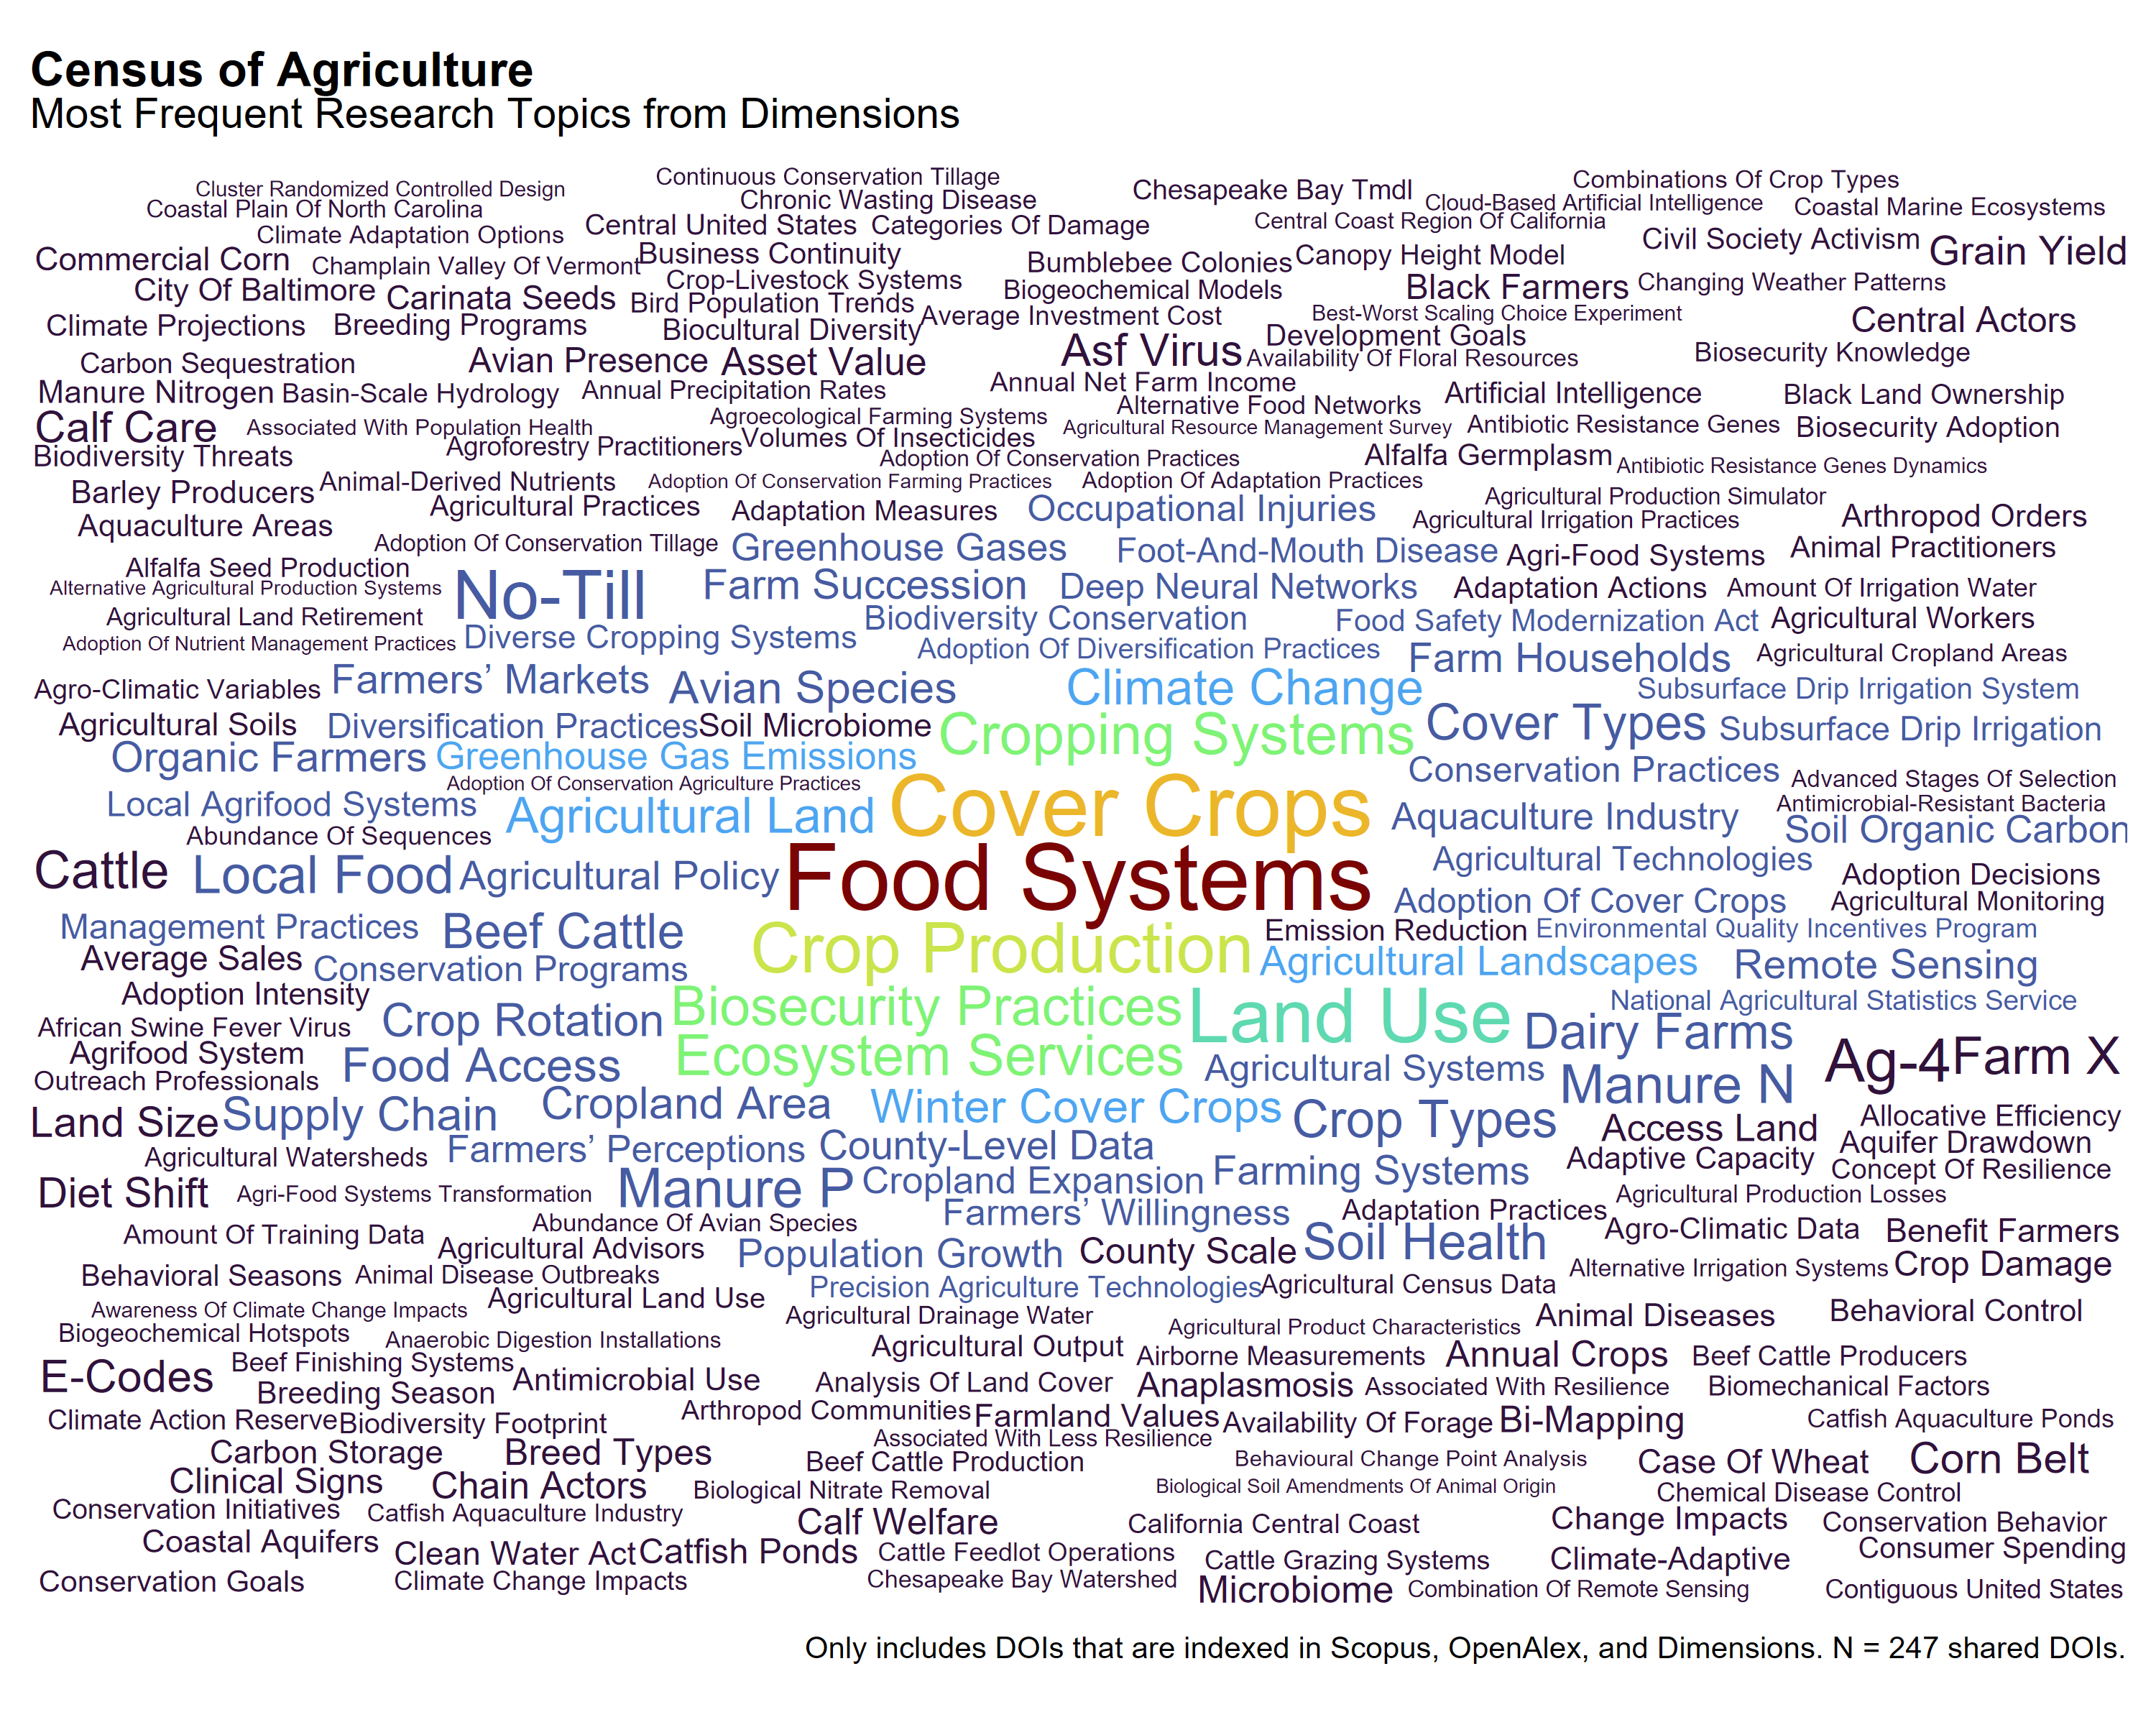 Census of Agriculture
Most Frequent Research Topics from Dimensions
Continuous Conservation Tillage
Combinations Of Crop Types
Cluster Randomized Controlled Design
Chronic Wasting Disease
Chesapeake Bay Tmdl
Cloud-Based Artificial Intelligence
Coastal Marine Ecosystems
Coastal Plain Of North Carolina
Central United States
Categories Of Damage
Central Coast Region Of California
Climate Adaptation Options
Civil Society Activism
Grain Yield
Commercial Corn
Champlain Valley Of Vermont
Business Continuity
Bumblebee Colonies
Canopy Height Model
City Of Baltimore
Carinata Seeds
Crop-Livestock Systems
Biogeochemical Models
Black Farmers
Changing Weather Patterns
Bird Population Trends
Climate Projections
Breeding Programs
Biocultural Diversity
Average Investment Cost
Best-Worst Scaling Choice Experiment
Central Actors
Development Goals
Carbon Sequestration
Avian Presence
Asset Value
Asf Virus
Availability Of Floral Resources
Biosecurity Knowledge
Manure Nitrogen
Basin-Scale Hydrology
Annual Precipitation Rates
Annual Net Farm Income
Artificial Intelligence
Black Land Ownership
Alternative Food Networks
Calf Care
Associated With Population Health
Agroecological Farming Systems
Agricultural Resource Management Survey
Antibiotic Resistance Genes
Biosecurity Adoption
Biodiversity Threats
Agroforestry Practitioners
Volumes Of Insecticides
Adoption Of Conservation Practices
Alfalfa Germplasm
Antibiotic Resistance Genes Dynamics
Barley Producers
Animal-Derived Nutrients
Adoption Of Conservation Farming Practices
Adoption Of Adaptation Practices
Agricultural Production Simulator
Agricultural Practices
Adaptation Measures
Occupational Injuries
Agricultural Irrigation Practices
Arthropod Orders
Aquaculture Areas
Adoption Of Conservation Tillage
Greenhouse Gases
Foot-And-Mouth Disease
Agri-Food Systems
Animal Practitioners
Alfalfa Seed Production
Alternative Agricultural Production Systems
No-Till
Farm Succession
Deep Neural Networks
Adaptation Actions
Amount Of Irrigation Water
Agricultural Land Retirement
Biodiversity Conservation
Food Safety Modernization Act
Agricultural Workers
Adoption Of Nutrient Management Practices
Diverse Cropping Systems
Adoption Of Diversification Practices
Farm Households
Agricultural Cropland Areas
Agro-Climatic Variables
Farmers’ Markets
Avian Species
Climate Change
Subsurface Drip Irrigation System
Agricultural Soils
Diversification Practices
Soil Microbiome
Cropping Systems
Cover Types
Subsurface Drip Irrigation
Organic Farmers
Greenhouse Gas Emissions
Conservation Practices
Adoption Of Conservation Agriculture Practices
Advanced Stages Of Selection
Local Agrifood Systems
Agricultural Land
Cover Crops
Aquaculture Industry
Antimicrobial-Resistant Bacteria
Abundance Of Sequences
Soil Organic Carbon
Cattle
Local Food
Agricultural Policy
Food Systems
Agricultural Technologies
Adoption Decisions
Adoption Of Cover Crops
Agricultural Monitoring
Management Practices
Beef Cattle
Crop Production
Emission Reduction
Environmental Quality Incentives Program
Average Sales
Conservation Programs
Agricultural Landscapes
Remote Sensing
Adoption Intensity
Biosecurity Practices
Land Use
National Agricultural Statistics Service
African Swine Fever Virus
Crop Rotation
Dairy Farms
Agrifood System
Food Access
Ecosystem Services
Agricultural Systems
Ag-4
Farm X
Outreach Professionals
Manure N
Land Size
Supply Chain
Cropland Area
Winter Cover Crops
Crop Types
Access Land
Allocative Efficiency
Agricultural Watersheds
Farmers’ Perceptions
County-Level Data
Adaptive Capacity
Aquifer Drawdown
Diet Shift
Agri-Food Systems Transformation
Manure P
Cropland Expansion
Farming Systems
Concept Of Resilience
Agricultural Production Losses
Amount Of Training Data
Abundance Of Avian Species
Farmers’ Willingness
Adaptation Practices
Agro-Climatic Data
Benefit Farmers
Agricultural Advisors
Population Growth
County Scale
Soil Health
Behavioral Seasons
Animal Disease Outbreaks
Precision Agriculture Technologies
Agricultural Census Data
Alternative Irrigation Systems
Crop Damage
Awareness Of Climate Change Impacts
Agricultural Land Use
Agricultural Drainage Water
Animal Diseases
Behavioral Control
Biogeochemical Hotspots
Anaerobic Digestion Installations
Agricultural Output
Agricultural Product Characteristics
E-Codes
Beef Finishing Systems
Airborne Measurements
Annual Crops
Beef Cattle Producers
Breeding Season
Antimicrobial Use
Analysis Of Land Cover
Anaplasmosis
Associated With Resilience
Biomechanical Factors
Climate Action Reserve
Biodiversity Footprint
Arthropod Communities
Farmland Values
Availability Of Forage
Bi-Mapping
Catfish Aquaculture Ponds
Carbon Storage
Breed Types
Associated With Less Resilience
Beef Cattle Production
Behavioural Change Point Analysis
Case Of Wheat
Corn Belt
Clinical Signs
Chain Actors
Biological Nitrate Removal
Biological Soil Amendments Of Animal Origin
Chemical Disease Control
Conservation Initiatives
Catfish Aquaculture Industry
Calf Welfare
California Central Coast
Change Impacts
Conservation Behavior
Coastal Aquifers
Clean Water Act
Catfish Ponds
Cattle Feedlot Operations
Cattle Grazing Systems
Climate-Adaptive
Consumer Spending
Conservation Goals
Climate Change Impacts
Chesapeake Bay Watershed
Microbiome
Combination Of Remote Sensing
Contiguous United States
Only includes DOIs that are indexed in Scopus, OpenAlex, and Dimensions. N = 247 shared DOIs.